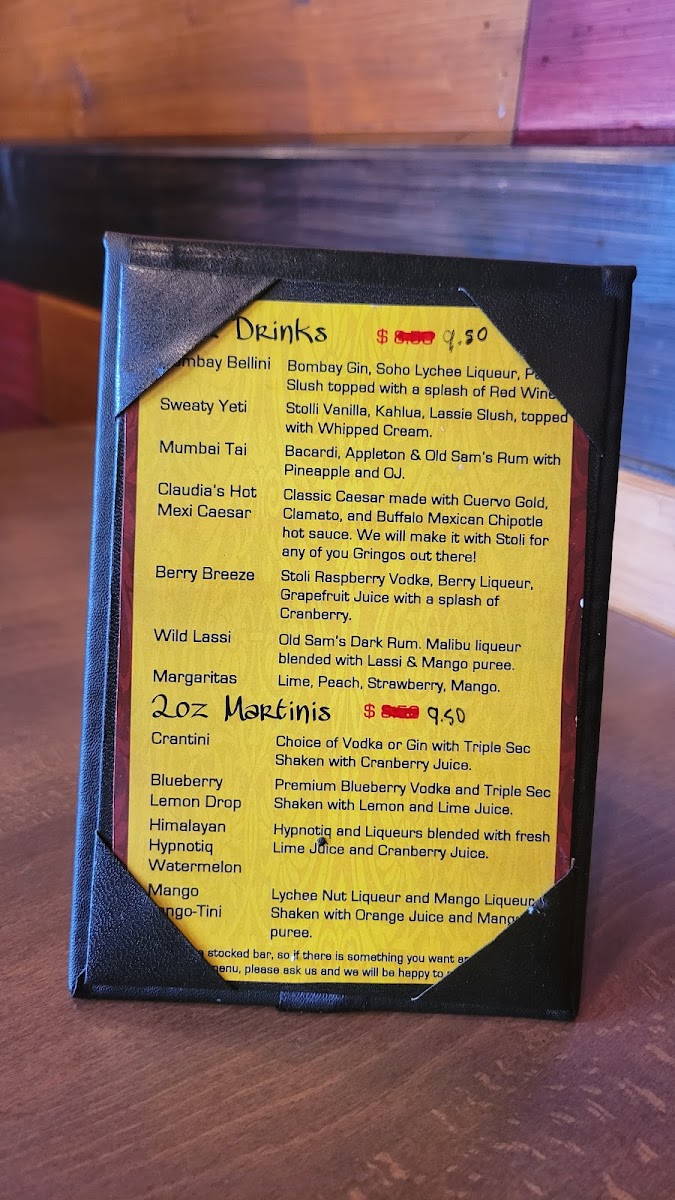 Drinks $ 9.50
mbay Bellini Bombay Gin, Soho Lychee Liqueur,
Slush topped with a splash of Red Wine
Sweaty Yeti Stolli Vanilla, Kahlua, Lassie Slush, topped
with Whipped Cream.
Mumbai Tai Bacardi, Appleton & Old Sam's Rum with
Pineapple and OJ.
Claudia's Hot Classic Caesar made with Cuervo Gold,
Mexi Caesar Clamato, and Buffalo Mexican Chipotle
hot sauce. We will make it with Stoli for
any of you Gringos out there!
Berry Breeze Stoli Raspberry Vodka, Berry Liqueur,
Grapefruit Juice with a splash of
Cranberry.
Wild Lassi Old Sam's Dark Rum. Malibu liqueur
blended with Lassi & Mango puree.
Margaritas Lime, Peach, Strawberry, Mango.
2oz Martinis $ 9.50
Crantini Choice of Vodka or Gin with Triple Sec
Shaken with Cranberry Juice.
Blueberry Premium Blueberry Vodka and Triple Sec
Lemon Drop Shaken with Lemon and Lime Juice.
Himalayan Hypnotiq and Liqueurs blended with fresh
Hypnotiq Lime Juice and Cranberry Juice.
Watermelon
Mango Lychee Nut Liqueur and Mango Liqueur
ngo-Tini Shaken with Orange Juice and Mango
puree.
stocked bar, so if there is something you want
menu, please ask us and we will be happy to